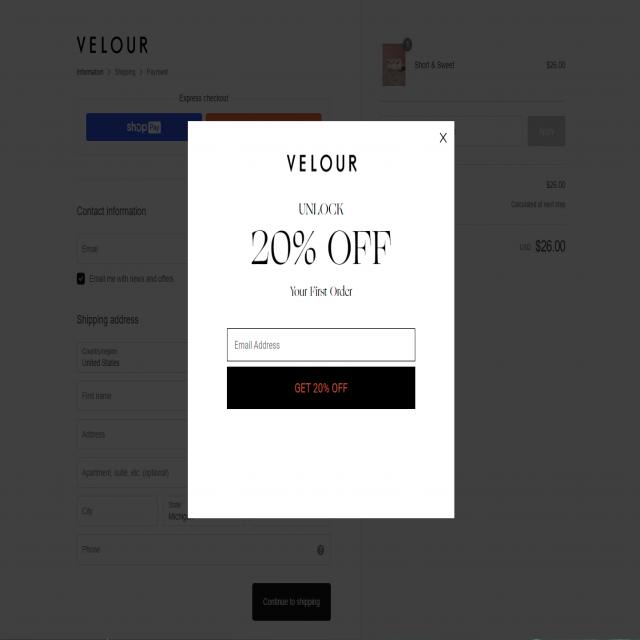 VELOUR
Information > Shipping > Payment
Express checkout
shop Pay
Contact information
Email
Email me with news and offers
Shipping address
Country/region
United States
First name
Address
Apartment, suite, etc. (optional)
City
State
Phone
?
Continue to shipping
Short & Sweet
$26.00
Apply
$26.00
Calculated at next step
USD $26.00
X
VELOUR
UNLOCK
20% OFF
Your First Order
Email Address
GET 20% OFF